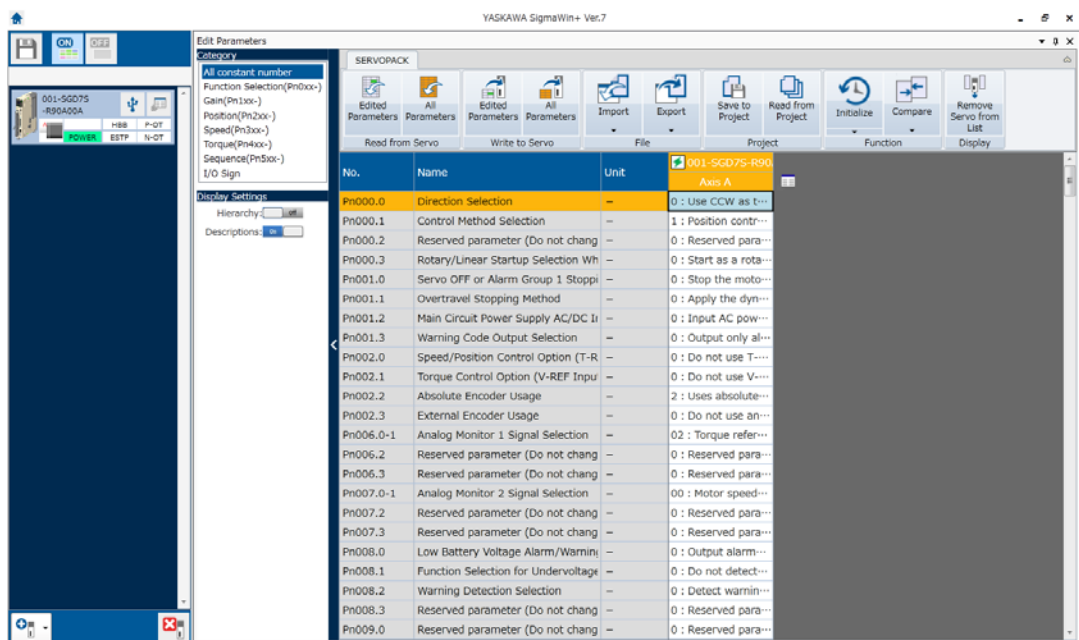 YASKAWA SigmaWin+ Ver.7
ON OFF
Edit Parameters
001-SGD7S
-R90A00A
HBB P-OT
POWER ESTP N-OT
Category
All constant number
Function Selection(Pn0xx-)
Gain(Pn1xx-)
Position(Pn2xx-)
Speed(Pn3xx-)
Torque(Pn4xx-)
Sequence(Pn5xx-)
I/O Sign
Display Settings
Hierarchy: Off
Descriptions: On
SERVOPACK
Edited Parameters
All Parameters
Read from Servo
Edited Parameters
All Parameters
Write to Servo
Import
Export
File
Save to Project
Read from Project
Project
Initialize
Compare
Function
Remove Servo from List
Display
No. Name Unit 001-SGD7S-R90
Axis A
Pn000.0 Direction Selection – 0 : Use CCW as t···
Pn000.1 Control Method Selection – 1 : Position contr···
Pn000.2 Reserved parameter (Do not chang – 0 : Reserved para···
Pn000.3 Rotary/Linear Startup Selection Wh – 0 : Start as a rota···
Pn001.0 Servo OFF or Alarm Group 1 Stoppi – 0 : Stop the moto···
Pn001.1 Overtravel Stopping Method – 0 : Apply the dyn···
Pn001.2 Main Circuit Power Supply AC/DC I – 0 : Input AC pow···
Pn001.3 Warning Code Output Selection – 0 : Output only al···
Pn002.0 Speed/Position Control Option (T-R – 0 : Do not use T-···
Pn002.1 Torque Control Option (V-REF Inpu – 0 : Do not use V-···
Pn002.2 Absolute Encoder Usage – 2 : Uses absolute···
Pn002.3 External Encoder Usage – 0 : Do not use an···
Pn006.0-1 Analog Monitor 1 Signal Selection – 02 : Torque refer···
Pn006.2 Reserved parameter (Do not chang – 0 : Reserved para···
Pn006.3 Reserved parameter (Do not chang – 0 : Reserved para···
Pn007.0-1 Analog Monitor 2 Signal Selection – 00 : Motor speed···
Pn007.2 Reserved parameter (Do not chang – 0 : Reserved para···
Pn007.3 Reserved parameter (Do not chang – 0 : Reserved para···
Pn008.0 Low Battery Voltage Alarm/Warning – 0 : Output alarm···
Pn008.1 Function Selection for Undervoltage – 0 : Do not detect···
Pn008.2 Warning Detection Selection – 0 : Detect warnin···
Pn008.3 Reserved parameter (Do not chang – 0 : Reserved para···
Pn009.0 Reserved parameter (Do not chang – 0 : Reserved para···